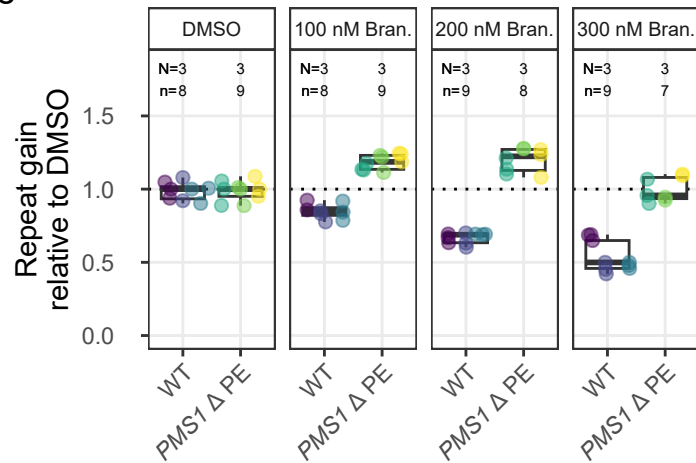 DMSO
100 nM Bran.
200 nM Bran.
300 nM Bran.
N=3 3
n=8 9
N=3 3
n=8 9
N=3 3
n=9 8
N=3 3
n=9 7
Repeat gain
relative to DMSO
1.5
1.0
0.5
0.0
WT
PMS1 Δ PE
WT
PMS1 Δ PE
WT
PMS1 Δ PE
WT
PMS1 Δ PE